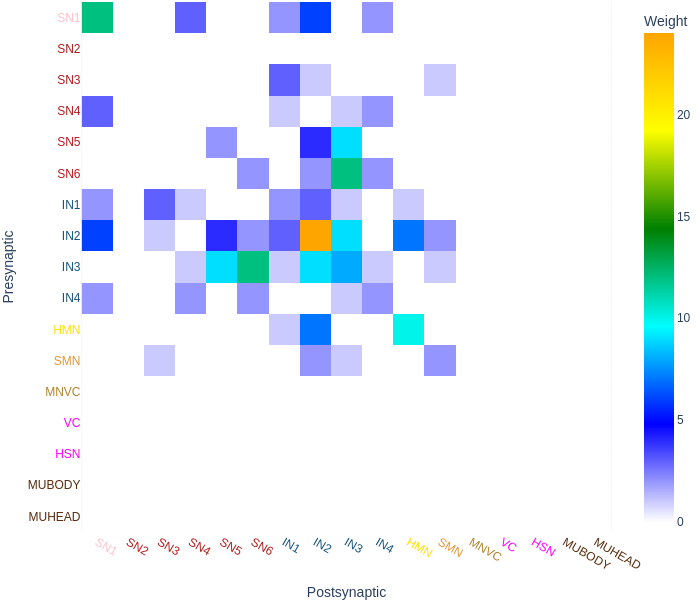 Weight
SN1
SN2
SN3
SN4
SN5
SN6
IN1
IN2
IN3
IN4
HMN
SMN
MNVC
VC
HSN
MUBODY
MUHEAD
Presynaptic
20
15
10
5
0
SN1 SN2 SN3 SN4 SN5 SN6 IN1 IN2 IN3 IN4 HMN SMN MNVC VC HSN MUBODY MUHEAD
Postsynaptic